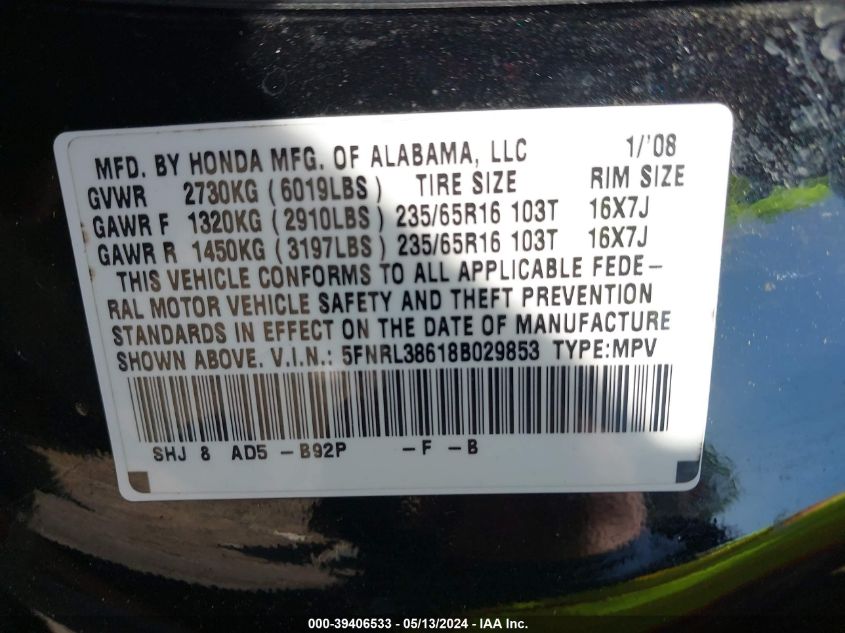 MFD. BY HONDA MFG. OF ALABAMA, LLC 1/'08
GVWR 2730KG (6019LBS) TIRE SIZE RIM SIZE
GAWR F 1320KG (2910LBS) 235/65R16 103T 16X7J
GAWR R 1450KG (3197LBS) 235/65R16 103T 16X7J
THIS VEHICLE CONFORMS TO ALL APPLICABLE FEDE-
RAL MOTOR VEHICLE SAFETY AND THEFT PREVENTION
STANDARDS IN EFFECT ON THE DATE OF MANUFACTURE
SHOWN ABOVE. V.I.N.: 5FNRL38618B029853 TYPE:MPV
SHJ 8 AD5 -B92P -F -B
000-39406533 - 05/13/2024 - IAA Inc.